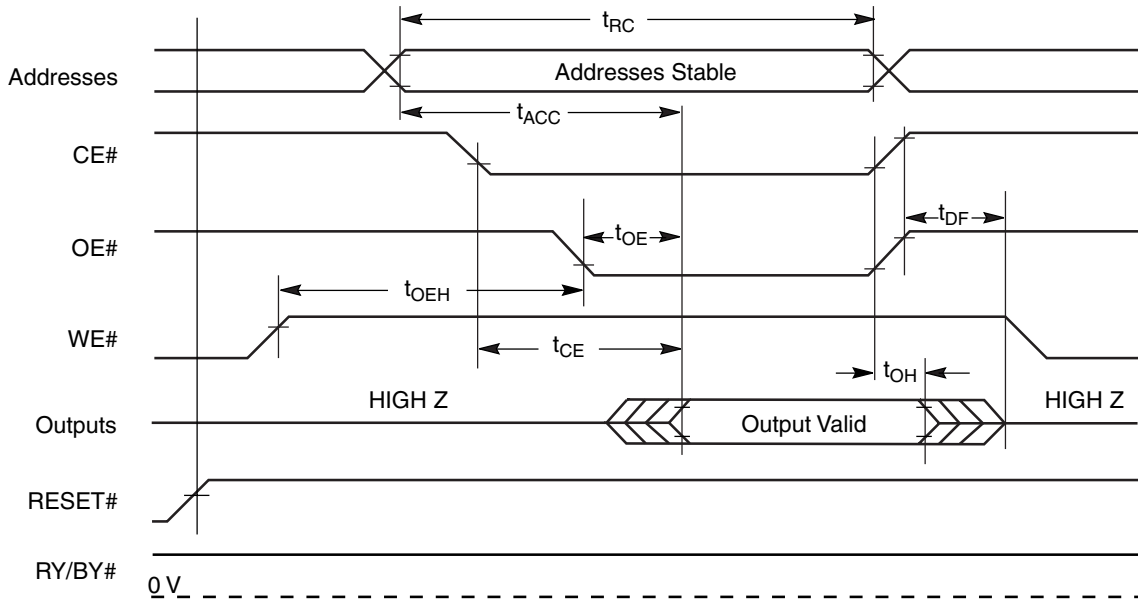 tRC
Addresses
Addresses Stable
tACC
CE#
tDF
OE#
tOE
tOEH
WE#
tCE
tOH
HIGH Z
HIGH Z
Outputs
Output Valid
RESET#
RY/BY#
0 V